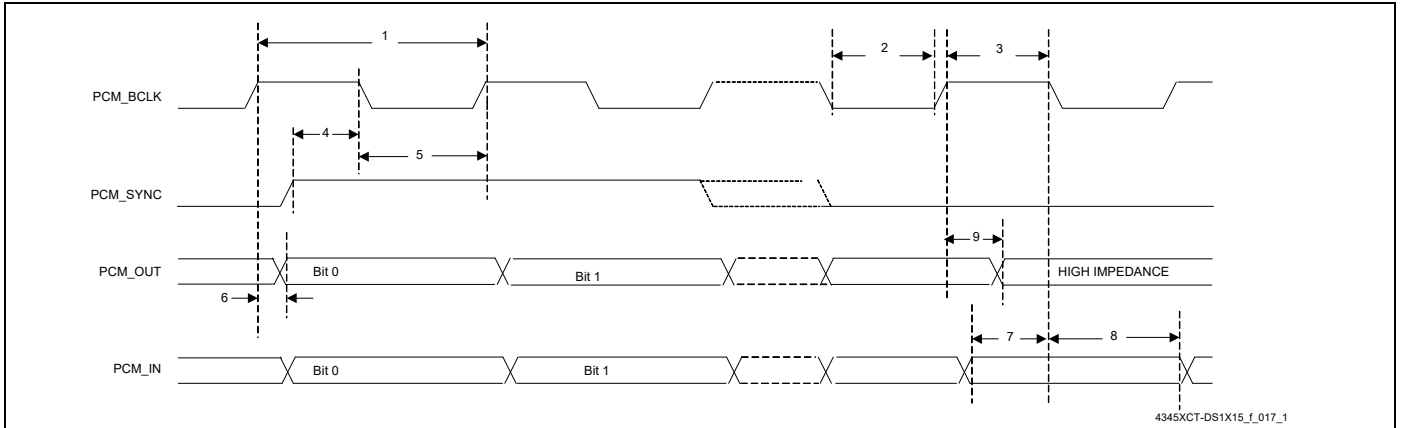 1
2
3
PCM_BCLK
4
5
PCM_SYNC
9
PCM_OUT
Bit 0
Bit 1
HIGH IMPEDANCE
6
7
8
PCM_IN
Bit 0
Bit 1
4345XCT-DS1X15_f_017_1